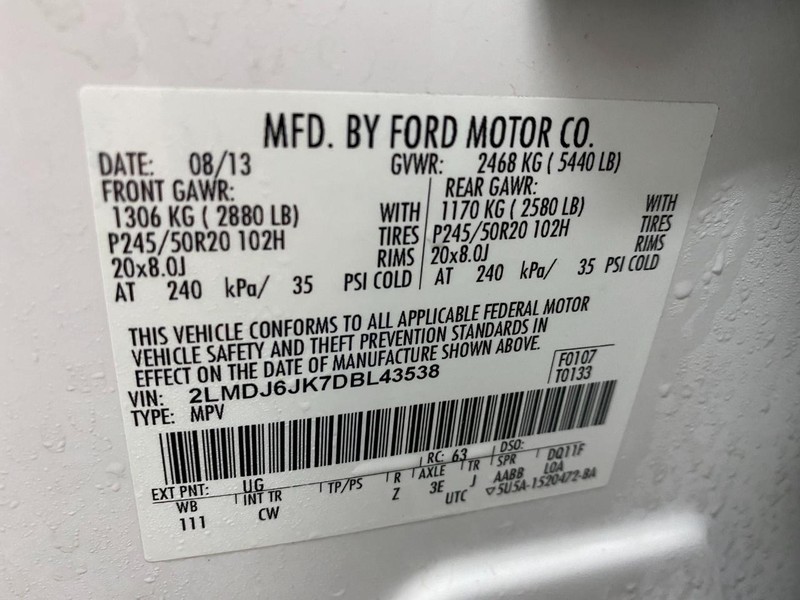 MFD. BY FORD MOTOR CO.
DATE: 08/13 GVWR: 2468 KG ( 5440 LB)
FRONT GAWR: REAR GAWR:
1306 KG ( 2880 LB) WITH 1170 KG ( 2580 LB) WITH
P245/50R20 102H TIRES P245/50R20 102H TIRES
20x8.0J RIMS 20x8.0J RIMS
AT 240 kPa/ 35 PSI COLD AT 240 kPa/ 35 PSI COLD
THIS VEHICLE CONFORMS TO ALL APPLICABLE FEDERAL MOTOR
VEHICLE SAFETY AND THEFT PREVENTION STANDARDS IN
EFFECT ON THE DATE OF MANUFACTURE SHOWN ABOVE.
VIN: 2LMDJ6JK7DBL43538 F0107
TYPE: MPV T0133
EXT PNT: UG RC: 63 DSO:
WB INT TR TP/PS R AXLE TR SPR DQ11F
111 CW Z 3E J AABB LOA
UTC ▽5U5A-1520472-BA